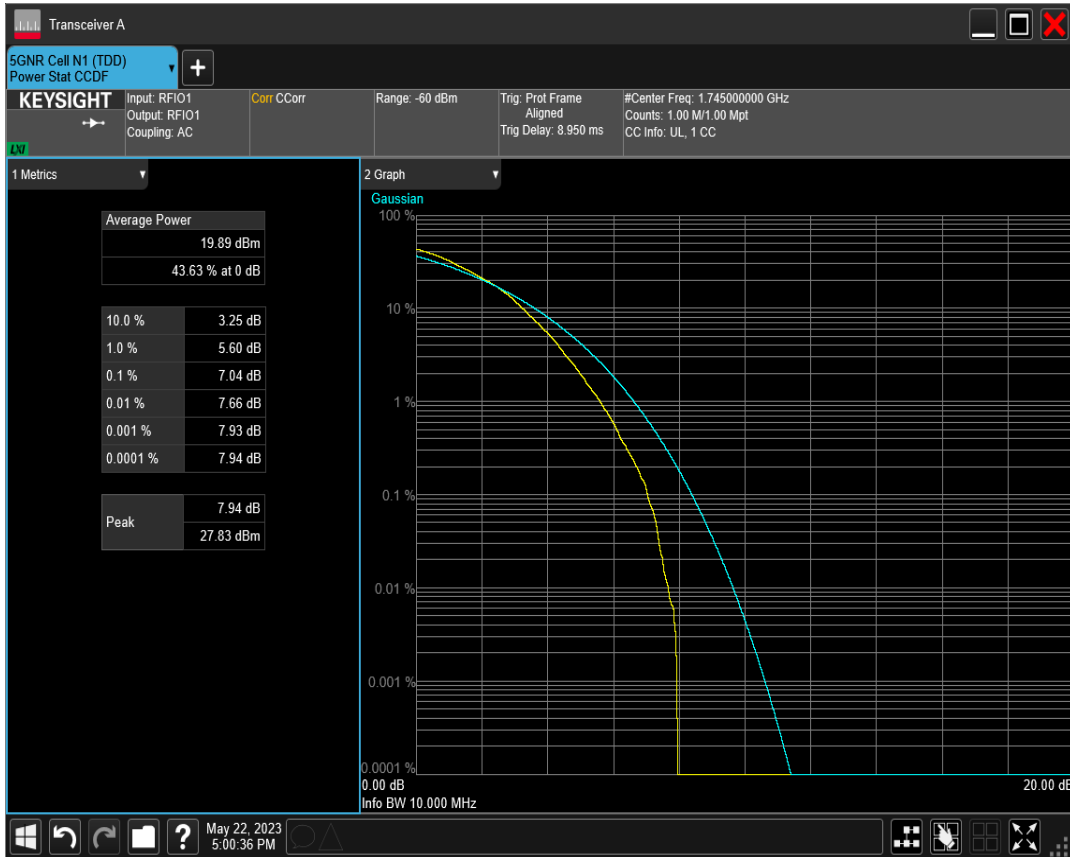 Transceiver A
5GNR Cell N1 (TDD)
Power Stat CCDF
+
KEYSIGHT
LXI
Input: RFIO1
Output: RFIO1
Coupling: AC
Corr CCorr
Range: -60 dBm
Trig: Prot Frame
Aligned
Trig Delay: 8.950 ms
#Center Freq: 1.745000000 GHz
Counts: 1.00 M/1.00 Mpt
CC Info: UL, 1 CC
1 Metrics
Average Power
19.89 dBm
43.63 % at 0 dB
10.0 % 3.25 dB
1.0 % 5.60 dB
0.1 % 7.04 dB
0.01 % 7.66 dB
0.001 % 7.93 dB
0.0001 % 7.94 dB
Peak
7.94 dB
27.83 dBm
2 Graph
Gaussian
100 %
10 %
1 %
0.1 %
0.01 %
0.001 %
0.0001 %
0.00 dB 20.00 dB
Info BW 10.000 MHz
?
May 22, 2023
5:00:36 PM